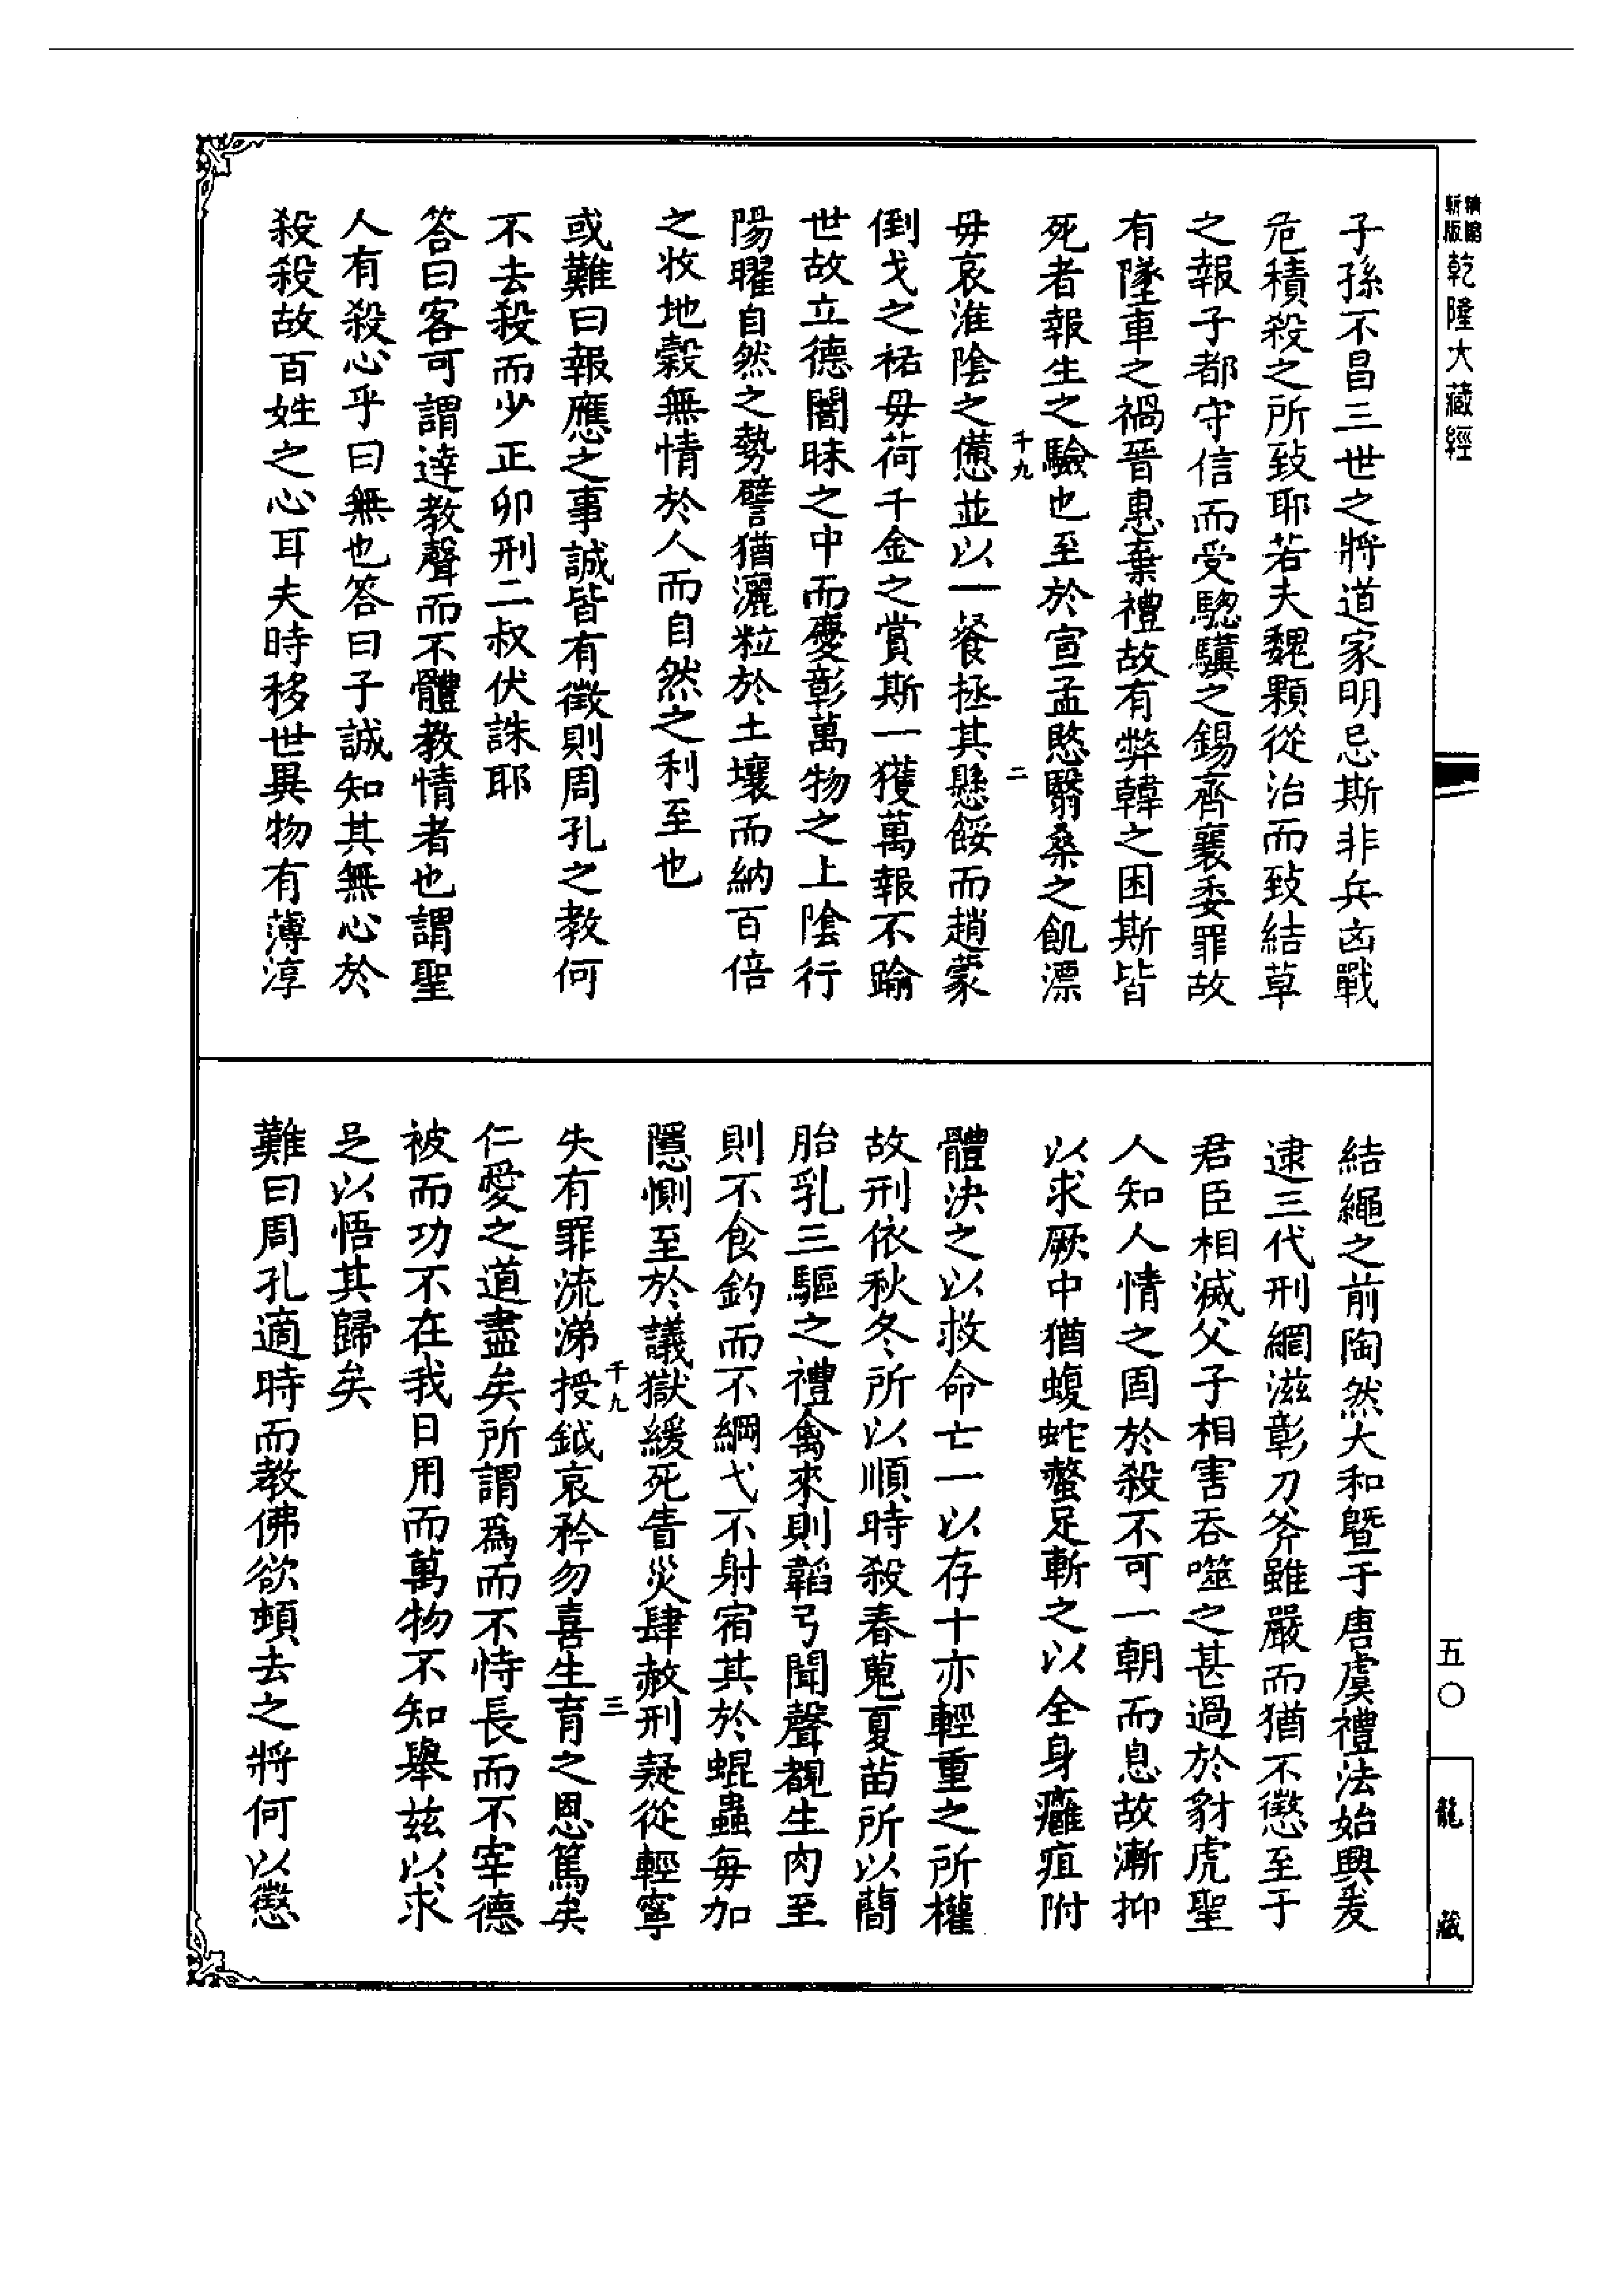 乾隆大藏經
子孫不昌三世之將道家明忌斯非兵凶戰
危積殺之所致耶若夫魏顆從治而致結草
之報子都守信而受驄驥之錫齊襄委罪故
有墜車之禍晉惠棄禮故有弊韓之困斯皆
死者報生之驗也至於宣孟愍翳桑之飢漂
千九 二
毋哀淮陰之憊並以一餐拯其懸餒而趙蒙
倒戈之祐毋荷千金之賞斯一獲萬報不踰
世故立德闇昧之中而慶彰萬物之上陰行
陽曜自然之勢譬猶灑粒於土壤而納百倍
之收地穀無情於人而自然之利至也
或難曰報應之事誠皆有徵則周孔之教何
不去殺而少正卯刑二叔伏誅耶
答曰客可謂達教聲而不體教情者也謂聖
人有殺心乎曰無也答曰子誠知其無心於
殺殺故百姓之心耳夫時移世異物有薄淳
結繩之前陶然大和暨于唐虞禮法始興爰
逮三代刑網滋彰刀斧雖嚴而猶不懲至于
君臣相滅父子相害吞噬之甚過於豺虎聖
人知人情之固於殺不可一朝而息故漸抑
以求厥中猶蝮蛇螫足斬之以全身癰疽附
體決之以救命亡一以存十亦輕重之所權
故刑依秋冬所以順時殺春蒐夏苗所以簡
胎乳三驅之禮禽來則韜弓聞聲覩生肉至
則不食釣而不綱弋不射宿其於蜫蟲每加
隱惻至於議獄緩死眚災肆赦刑疑從輕寧
千九 三
失有罪流涕授鉞哀矜勿喜生育之恩篤矣
仁愛之道盡矣所謂為而不恃長而不宰德
被而功不在我日用而萬物不知舉茲以求
足以悟其歸矣
難曰周孔適時而教佛欲頓去之將何以懲
五〇
龍藏